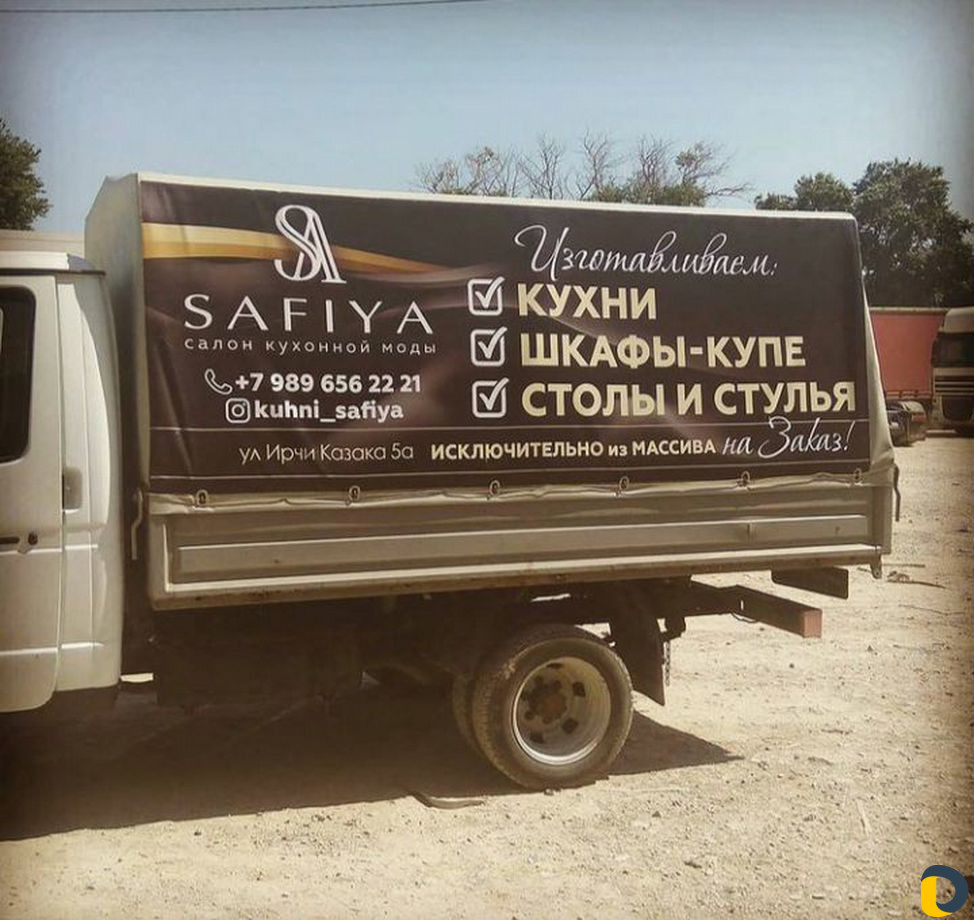 SA
SAFIYA
салон кухонной моды
+7 989 656 22 21
kuhni_safiya
ул Ирчи Казака 5а
Изготавливаем:
КУХНИ
ШКАФЫ-КУПЕ
СТОЛЫ И СТУЛЬЯ
ИСКЛЮЧИТЕЛЬНО из МАССИВА на Заказ!